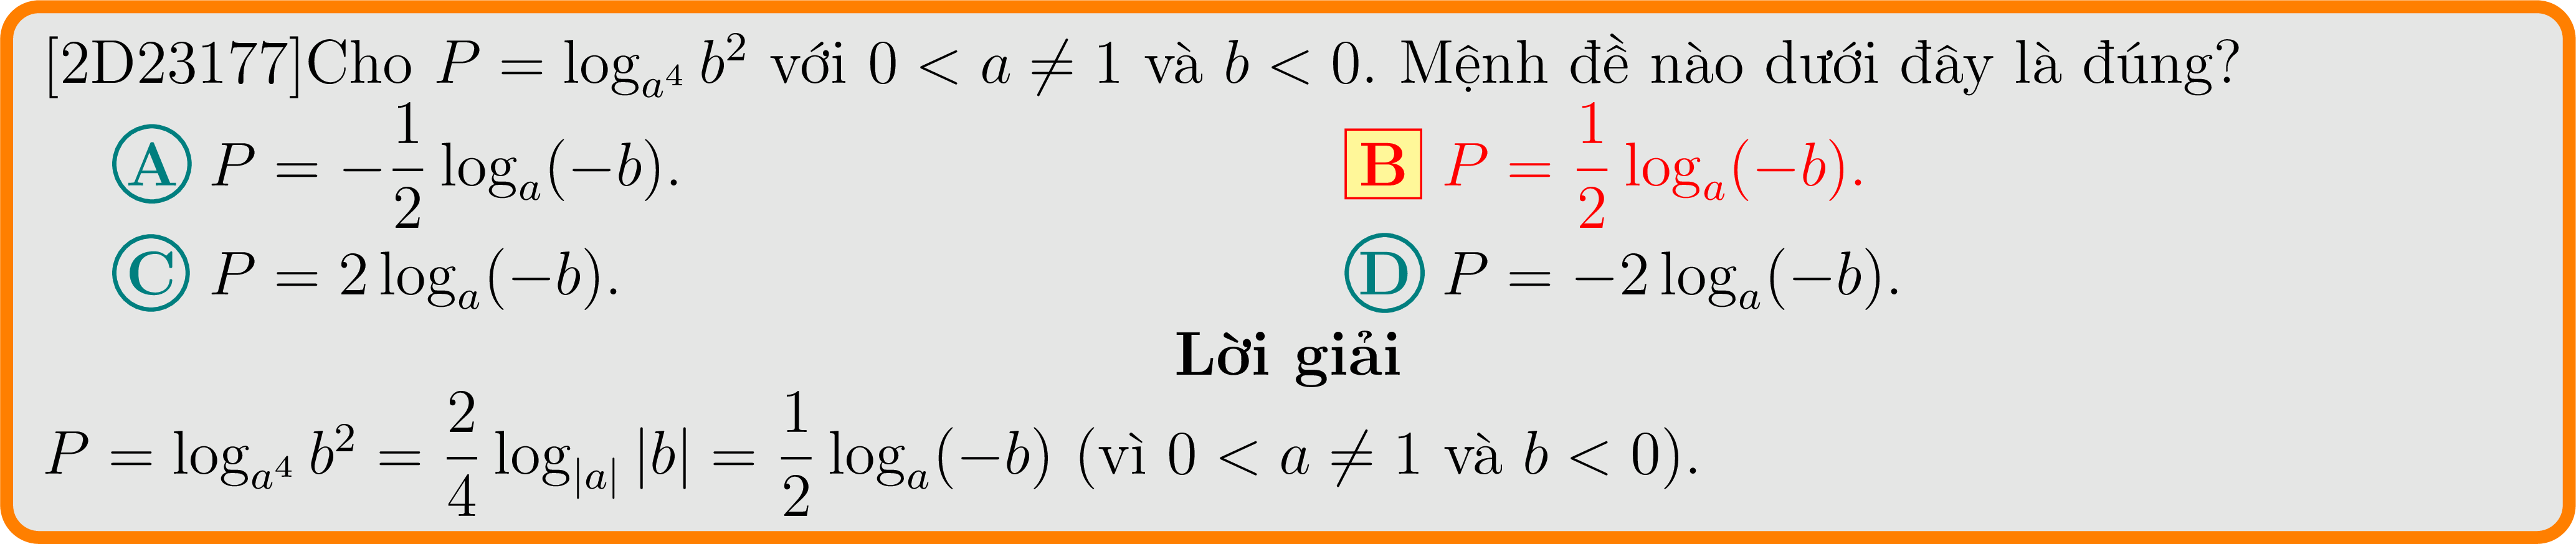 [2D23177]Cho $P = \log_{a^4} b^2$ với $0 < a \neq 1$ và $b < 0$. Mệnh đề nào dưới đây là đúng?
A $P = -\frac{1}{2}\log_a(-b)$. B $P = \frac{1}{2}\log_a(-b)$.
C $P = 2\log_a(-b)$. D $P = -2\log_a(-b)$.
Lời giải
$P = \log_{a^4} b^2 = \frac{2}{4}\log_{|a|}|b| = \frac{1}{2}\log_a(-b)$ (vì $0 < a \neq 1$ và $b < 0$).